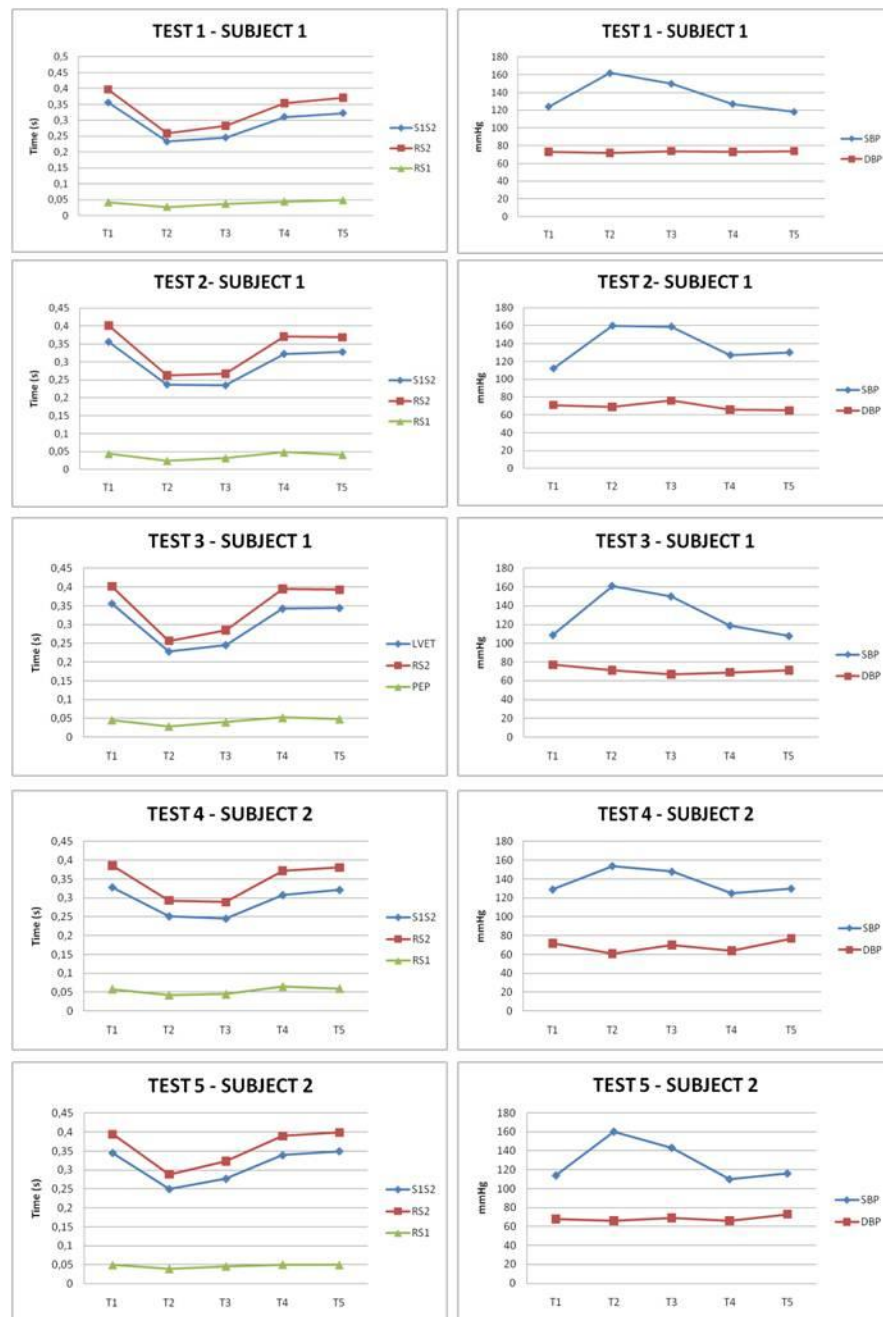 TEST 1 - SUBJECT 1
0,5
0,45
0,4
0,35
0,3
0,25
0,2
0,15
0,1
0,05
0
Time (s)
T1 T2 T3 T4 T5
S1S2
RS2
RS1
TEST 1 - SUBJECT 1
180
160
140
120
100
80
60
40
20
0
mmHg
T1 T2 T3 T4 T5
SBP
DBP
TEST 2- SUBJECT 1
0,45
0,4
0,35
0,3
0,25
0,2
0,15
0,1
0,05
0
Time (s)
T1 T2 T3 T4 T5
S1S2
RS2
RS1
TEST 2- SUBJECT 1
180
160
140
120
100
80
60
40
20
0
mmHg
T1 T2 T3 T4 T5
SBP
DBP
TEST 3 - SUBJECT 1
0,45
0,4
0,35
0,3
0,25
0,2
0,15
0,1
0,05
0
Time (s)
T1 T2 T3 T4 T5
LVET
RS2
PEP
TEST 3 - SUBJECT 1
180
160
140
120
100
80
60
40
20
0
mmHg
T1 T2 T3 T4 T5
SBP
DBP
TEST 4 - SUBJECT 2
0,45
0,4
0,35
0,3
0,25
0,2
0,15
0,1
0,05
0
Time (s)
T1 T2 T3 T4 T5
S1S2
RS2
RS1
TEST 4 - SUBJECT 2
180
160
140
120
100
80
60
40
20
0
mmHg
T1 T2 T3 T4 T5
SBP
DBP
TEST 5 - SUBJECT 2
0,45
0,4
0,35
0,3
0,25
0,2
0,15
0,1
0,05
0
Time (s)
T1 T2 T3 T4 T5
S1S2
RS2
RS1
TEST 5 - SUBJECT 2
180
160
140
120
100
80
60
40
20
0
mmHg
T1 T2 T3 T4 T5
SBP
DBP